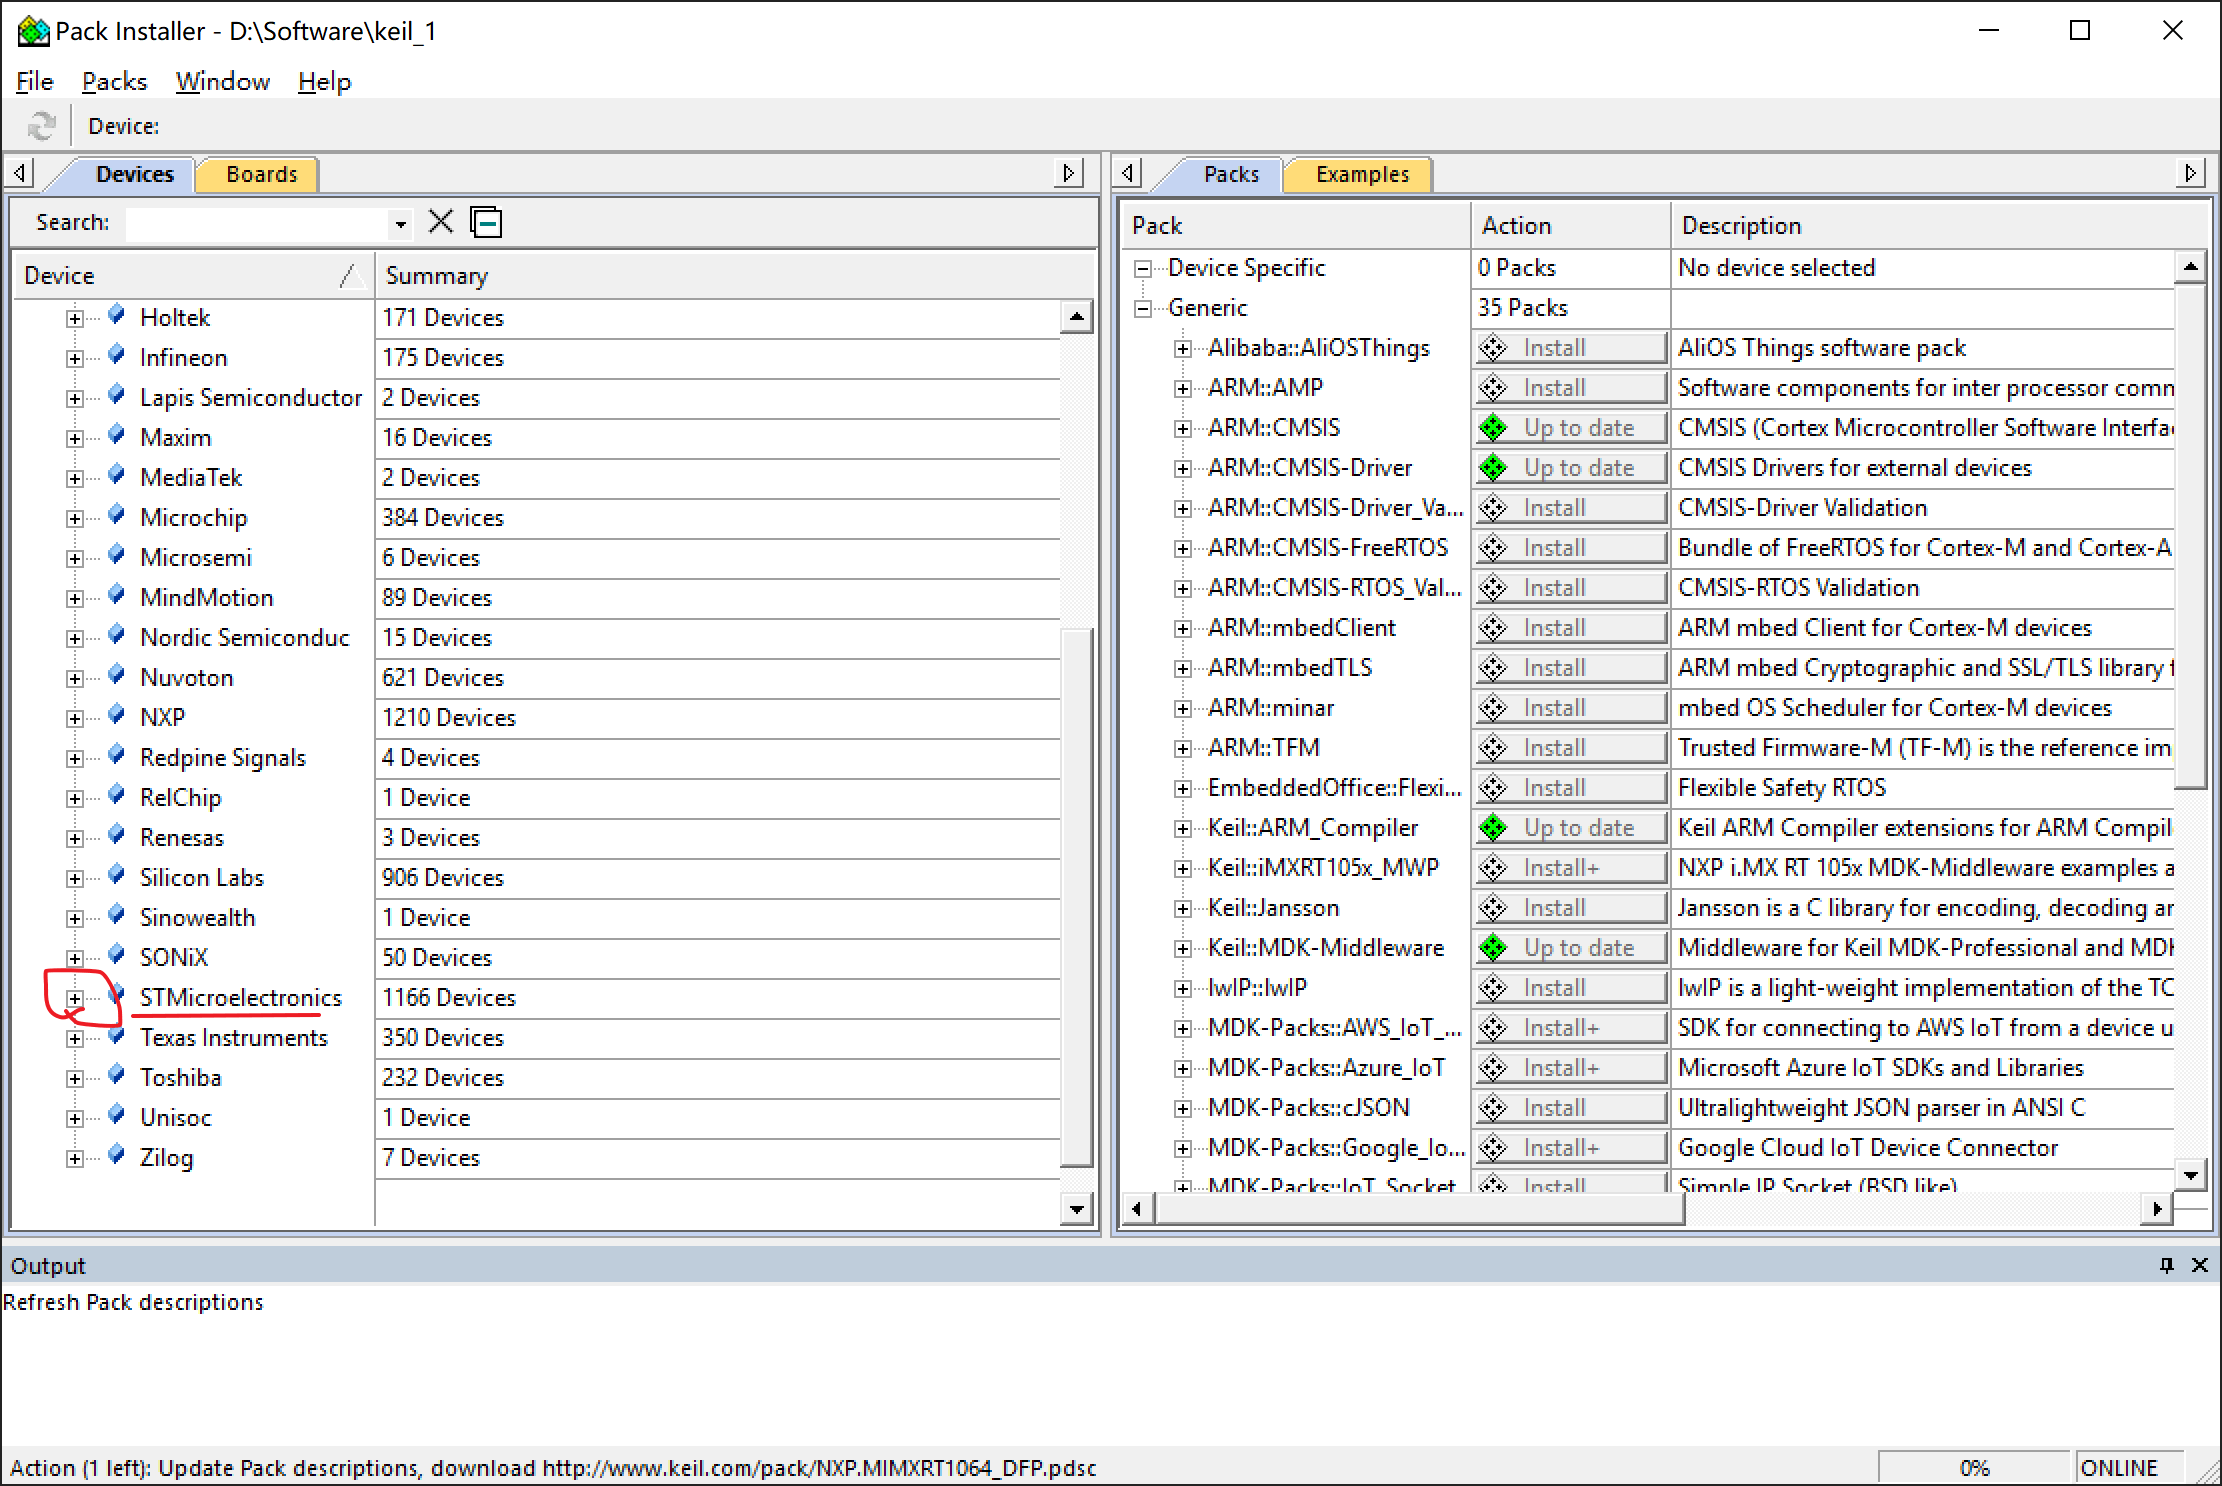 Pack Installer - D:\Software\keil_1
File Packs Window Help
Device:
Devices Boards
Search:
Device Summary
Holtek 171 Devices
Infineon 175 Devices
Lapis Semiconductor 2 Devices
Maxim 16 Devices
MediaTek 2 Devices
Microchip 384 Devices
Microsemi 6 Devices
MindMotion 89 Devices
Nordic Semiconduc 15 Devices
Nuvoton 621 Devices
NXP 1210 Devices
Redpine Signals 4 Devices
RelChip 1 Device
Renesas 3 Devices
Silicon Labs 906 Devices
Sinowealth 1 Device
SONiX 50 Devices
STMicroelectronics 1166 Devices
Texas Instruments 350 Devices
Toshiba 232 Devices
Unisoc 1 Device
Zilog 7 Devices
Packs Examples
Pack Action Description
Device Specific 0 Packs No device selected
Generic 35 Packs
Alibaba::AliOSThings Install AliOS Things software pack
ARM::AMP Install Software components for inter processor comm
ARM::CMSIS Up to date CMSIS (Cortex Microcontroller Software Interfa
ARM::CMSIS-Driver Up to date CMSIS Drivers for external devices
ARM::CMSIS-Driver_Va... Install CMSIS-Driver Validation
ARM::CMSIS-FreeRTOS Install Bundle of FreeRTOS for Cortex-M and Cortex-A
ARM::CMSIS-RTOS_Val... Install CMSIS-RTOS Validation
ARM::mbedClient Install ARM mbed Client for Cortex-M devices
ARM::mbedTLS Install ARM mbed Cryptographic and SSL/TLS library f
ARM::minar Install mbed OS Scheduler for Cortex-M devices
ARM::TFM Install Trusted Firmware-M (TF-M) is the reference im
EmbeddedOffice::Flexi... Install Flexible Safety RTOS
Keil::ARM_Compiler Up to date Keil ARM Compiler extensions for ARM Compil
Keil::iMXRT105x_MWP Install+ NXP i.MX RT 105x MDK-Middleware examples a
Keil::Jansson Install Jansson is a C library for encoding, decoding ar
Keil::MDK-Middleware Up to date Middleware for Keil MDK-Professional and MDK
lwIP::lwIP Install lwIP is a light-weight implementation of the TC
MDK-Packs::AWS_IoT_... Install+ SDK for connecting to AWS IoT from a device u
MDK-Packs::Azure_IoT Install+ Microsoft Azure IoT SDKs and Libraries
MDK-Packs::cJSON Install Ultralightweight JSON parser in ANSI C
MDK-Packs::Google_Io... Install+ Google Cloud IoT Device Connector
MDK-Packs::IoT_Socket Install Simple IP Socket (BSD like)
Output
Refresh Pack descriptions
Action (1 left): Update Pack descriptions, download http://www.keil.com/pack/NXP.MIMXRT1064_DFP.pdsc 0% ONLINE